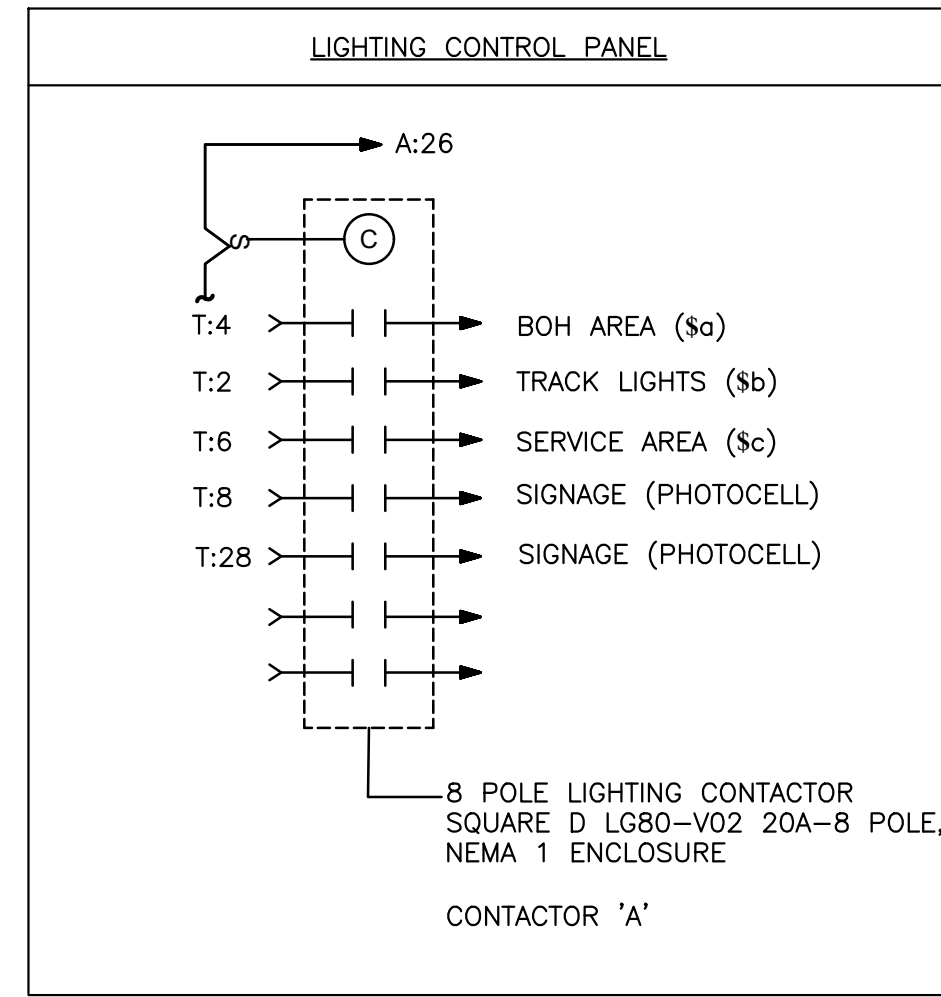 LIGHTING CONTROL PANEL
A:26
S
C
T:4 BOH AREA ($a)
T:2 TRACK LIGHTS ($b)
T:6 SERVICE AREA ($c)
T:8 SIGNAGE (PHOTOCELL)
T:28 SIGNAGE (PHOTOCELL)
8 POLE LIGHTING CONTACTOR
SQUARE D LG80-V02 20A-8 POLE,
NEMA 1 ENCLOSURE
CONTACTOR 'A'